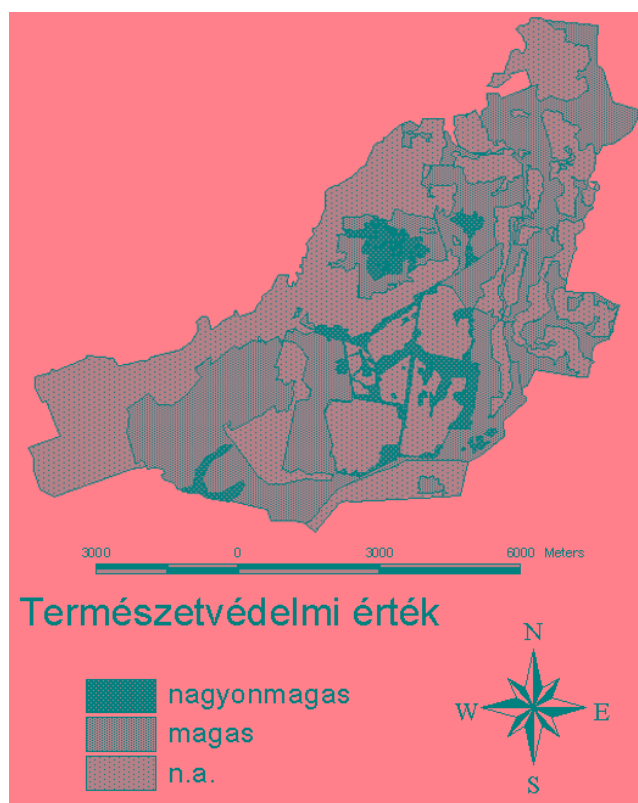 3000 0 3000 6000 Meters
Természetvédelmi érték
nagyonmagas
magas
n.a.
N
W E
S